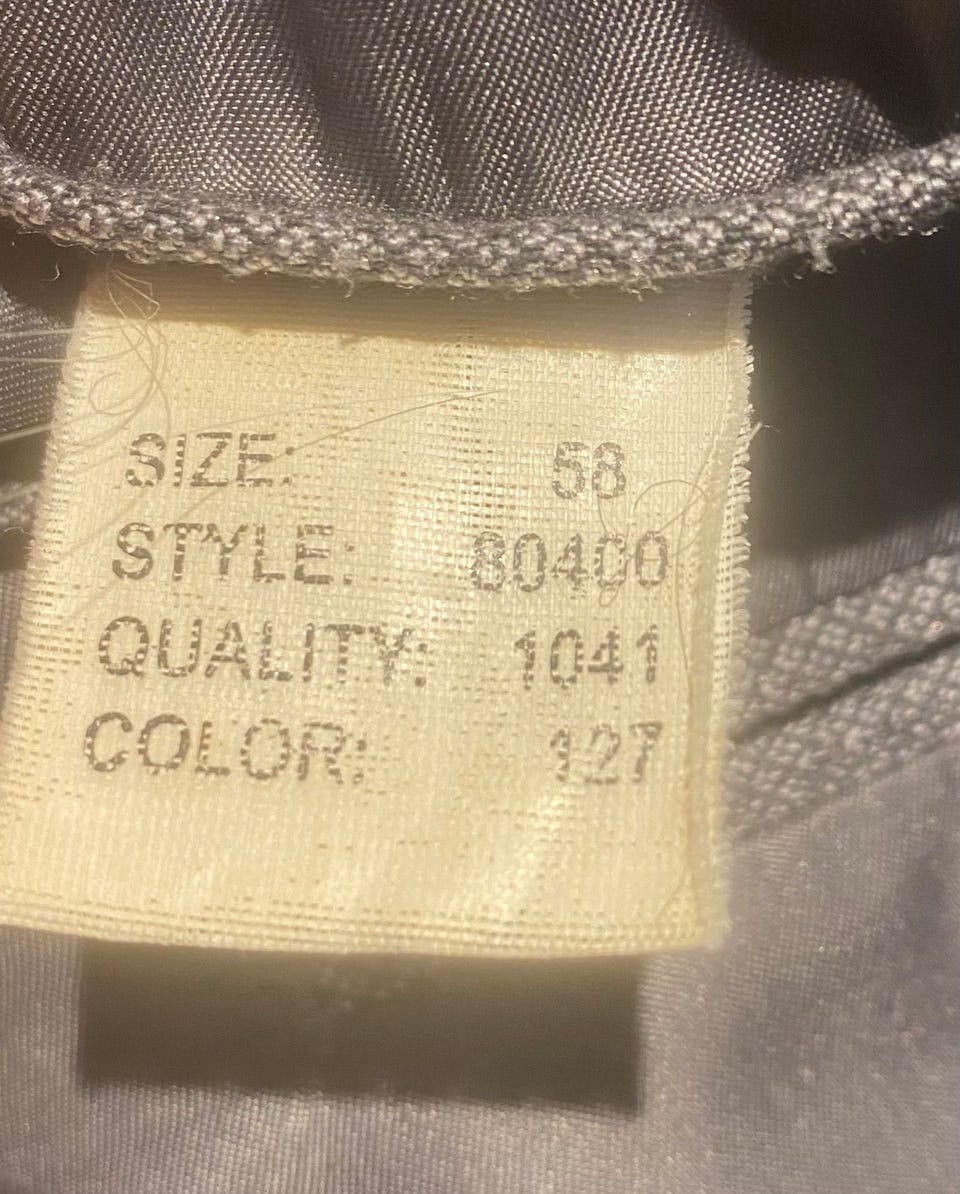 SIZE: 58
STYLE: 80400
QUALITY: 1041
COLOR: 127